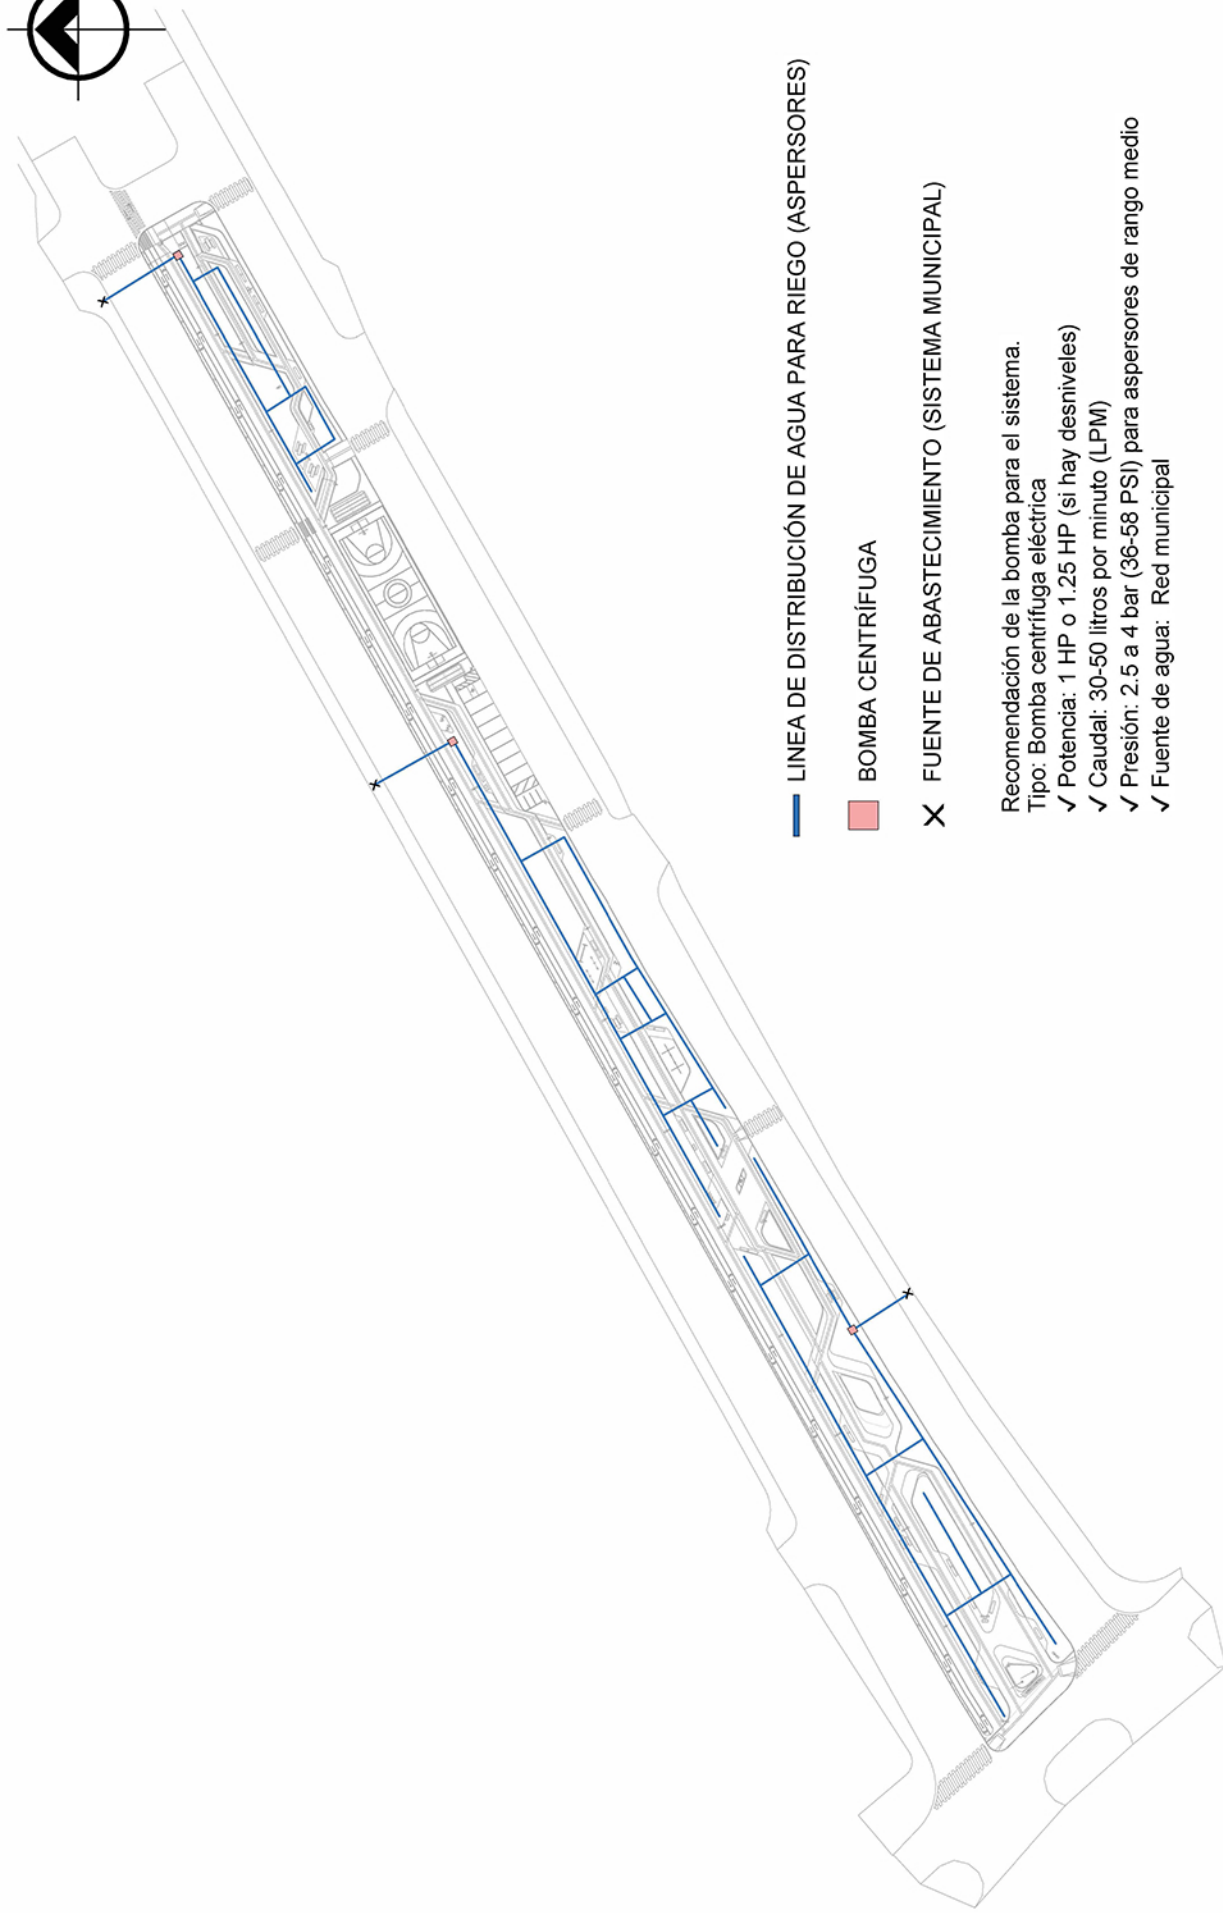 LINEA DE DISTRIBUCIÓN DE AGUA PARA RIEGO (ASPERSORES)
BOMBA CENTRÍFUGA
FUENTE DE ABASTECIMIENTO (SISTEMA MUNICIPAL)
Recomendación de la bomba para el sistema.
Tipo: Bomba centrífuga eléctrica
✓ Potencia: 1 HP o 1.25 HP (si hay desniveles)
✓ Caudal: 30-50 litros por minuto (LPM)
✓ Presión: 2.5 a 4 bar (36-58 PSI) para aspersores de rango medio
✓ Fuente de agua: Red municipal